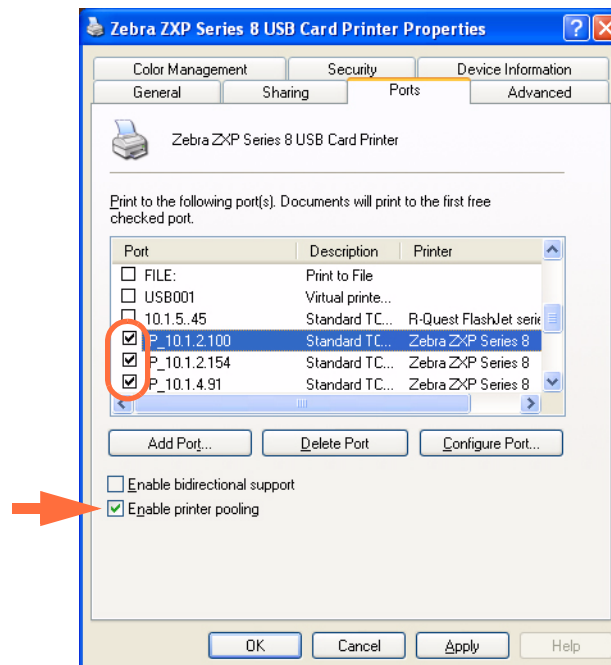 Zebra ZXP Series 8 USB Card Printer Properties
Color Management Security Device Information
General Sharing Ports Advanced
Zebra ZXP Series 8 USB Card Printer
Print to the following port(s). Documents will print to the first free
checked port.
Port Description Printer
FILE: Print to File
USB001 Virtual printe...
10.1.5..45 Standard TC... R-Quest FlashJet serie
P_10.1.2.100 Standard TC... Zebra ZXP Series 8
P_10.1.2.154 Standard TC... Zebra ZXP Series 8
P_10.1.4.91 Standard TC... Zebra ZXP Series 8
Add Port... Delete Port Configure Port...
Enable bidirectional support
Enable printer pooling
OK Cancel Apply Help